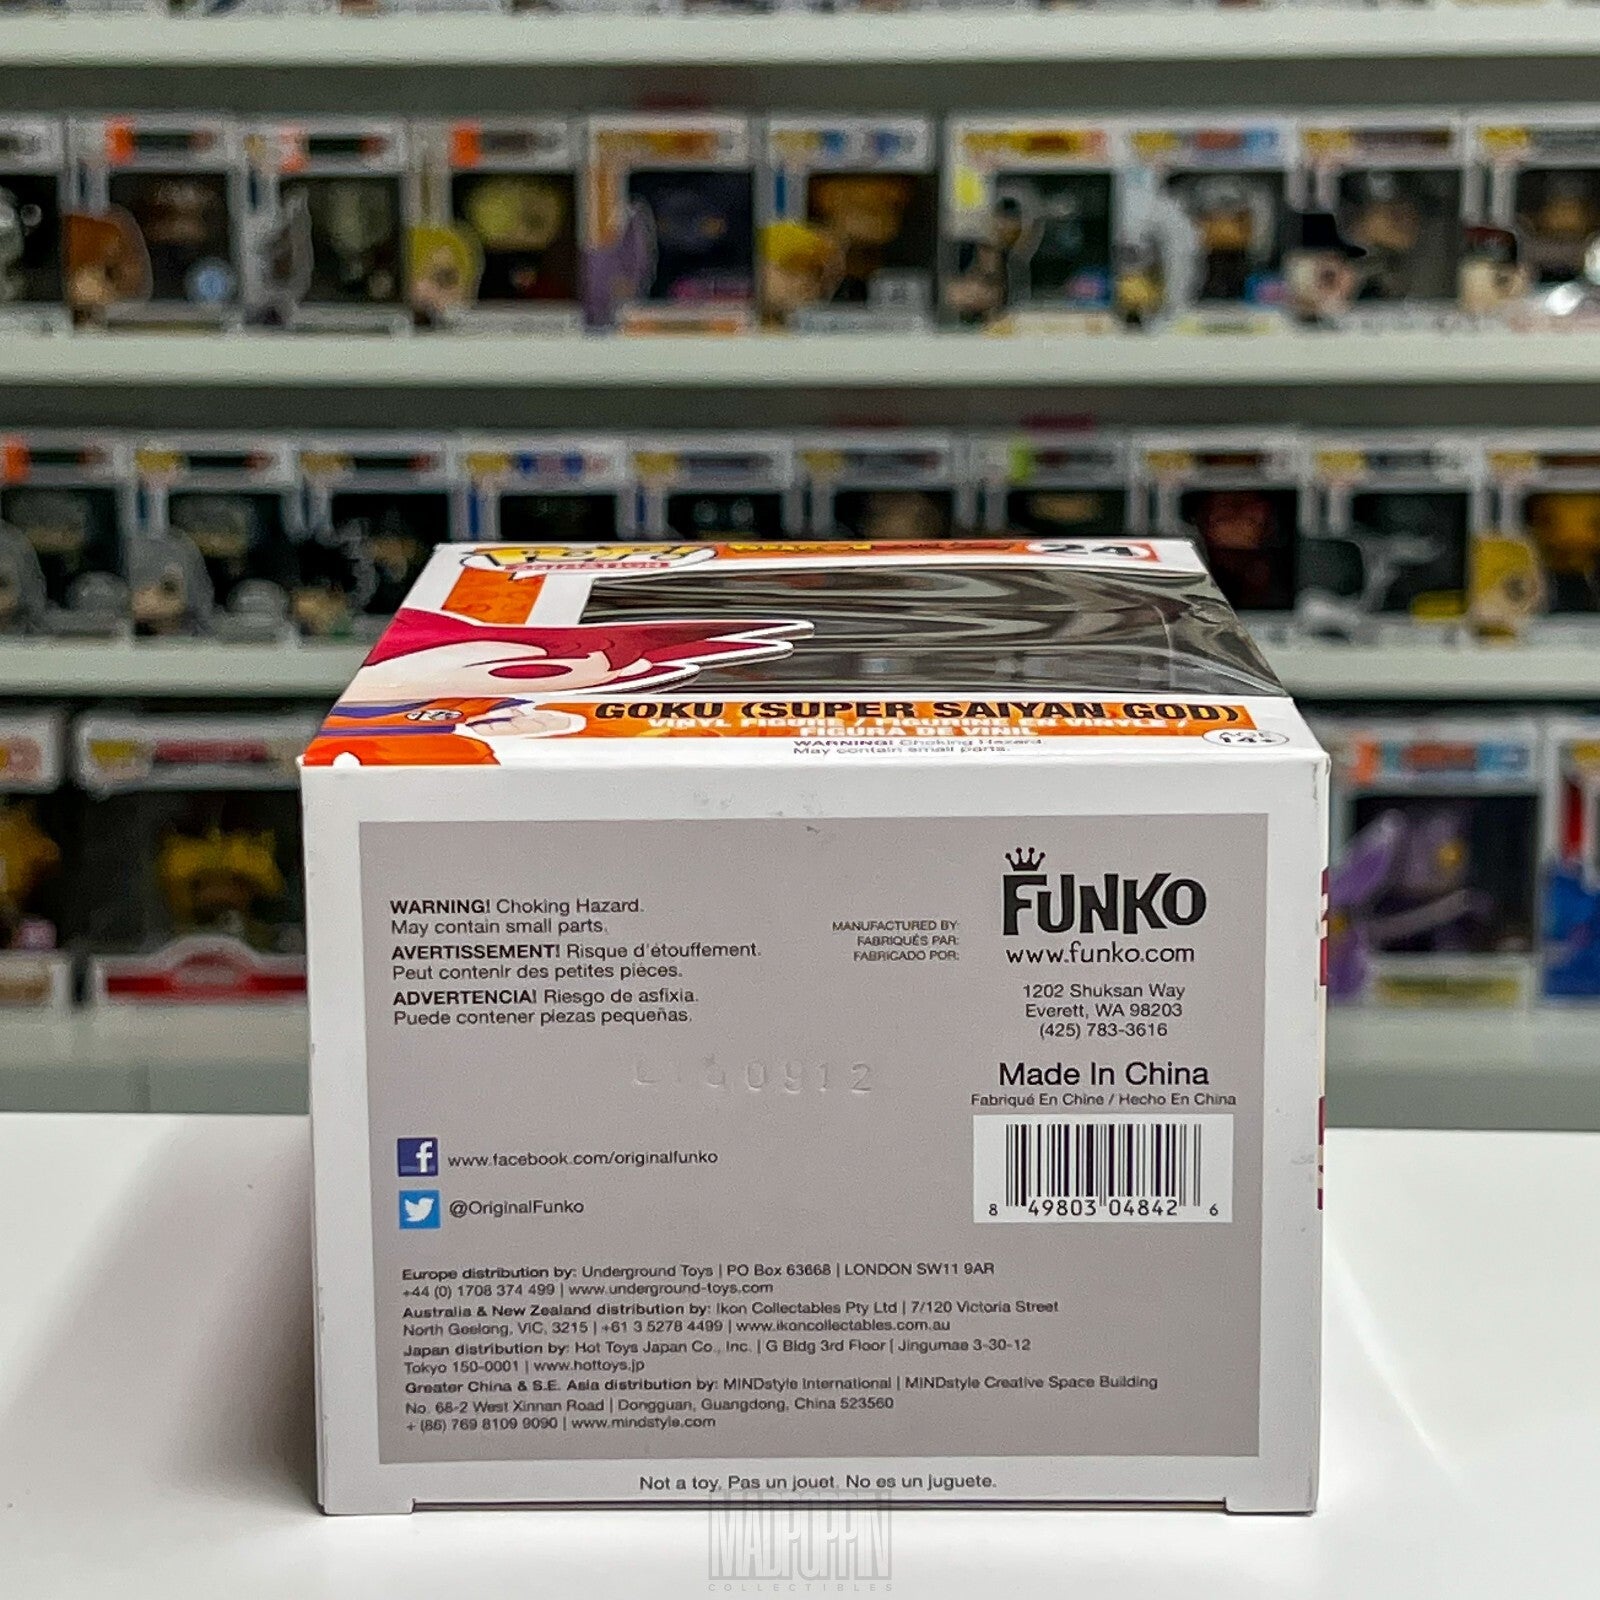 POP!
ANIMATION
24
GOKU (SUPER SAIYAN GOD)
VINYL FIGURE / FIGURINE EN VINYLE /
FIGURA DE VINIL
AGE
14+
WARNING! Choking Hazard.
May contain small parts.
WARNING! Choking Hazard.
May contain small parts.
AVERTISSEMENT! Risque d'étouffement.
Peut contenir des petites pièces.
ADVERTENCIA! Riesgo de asfixia.
Puede contener piezas pequeñas.
MANUFACTURED BY:
FABRIQUÉS PAR:
FABRICADO POR:
FUNKO
www.funko.com
1202 Shuksan Way
Everett, WA 98203
(425) 783-3616
Made In China
Fabriqué En Chine / Hecho En China
8 49803 04842 6
www.facebook.com/originalfunko
@OriginalFunko
Europe distribution by: Underground Toys | PO Box 63668 | LONDON SW11 9AR
+44 (0) 1708 374 499 | www.underground-toys.com
Australia & New Zealand distribution by: Ikon Collectables Pty Ltd | 7/120 Victoria Street
North Geelong, VIC, 3215 | +61 3 5278 4499 | www.ikoncollectables.com.au
Japan distribution by: Hot Toys Japan Co., Inc. | G Bldg 3rd Floor | Jingumae 3-30-12
Tokyo 150-0001 | www.hottoys.jp
Greater China & S.E. Asia distribution by: MINDstyle International | MINDstyle Creative Space Building
No. 68-2 West Xinnan Road | Dongguan, Guangdong, China 523560
+ (86) 769 8109 9090 | www.mindstyle.com
Not a toy. Pas un jouet. No es un juguete.
MADPOPPIN
COLLECTIBLES